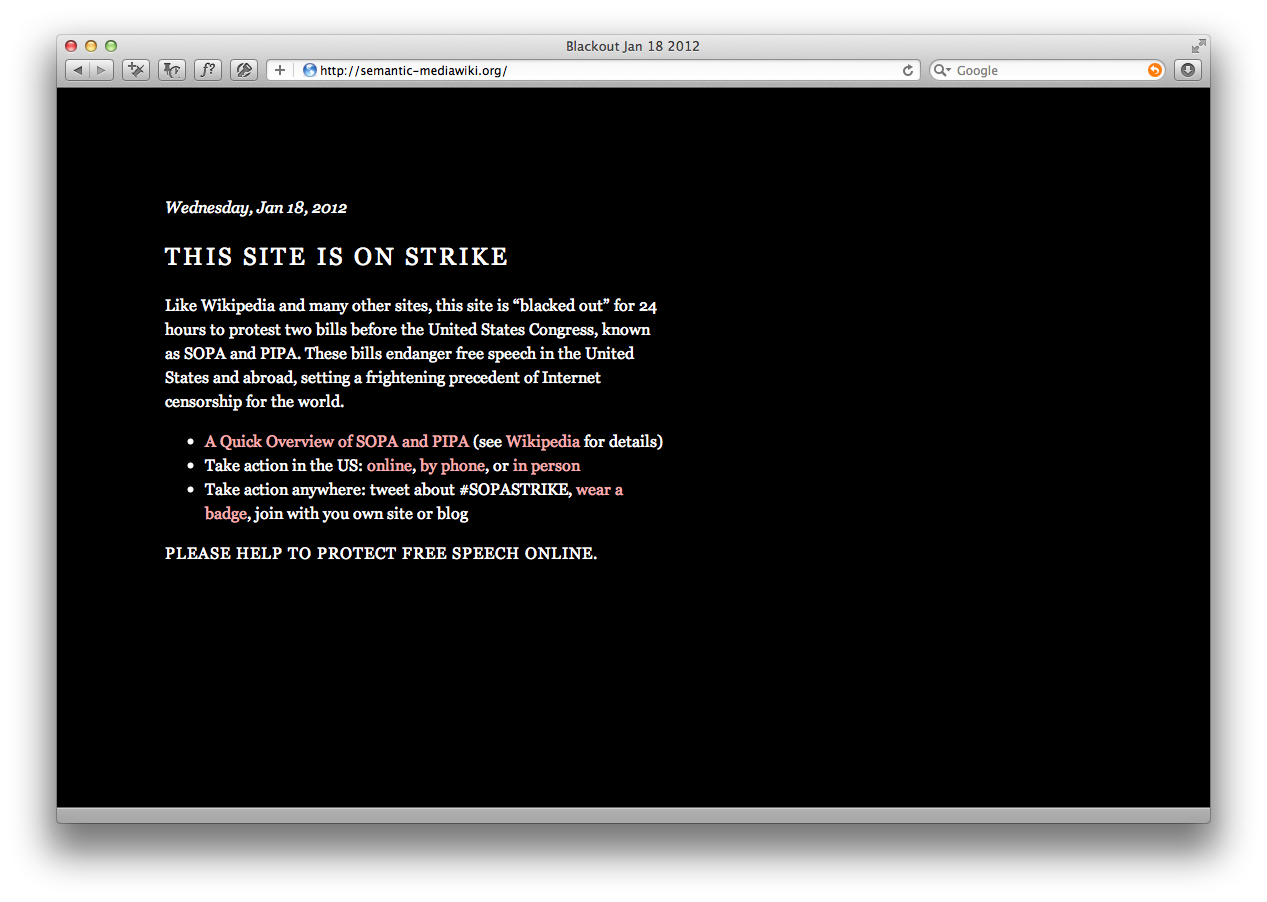 Blackout Jan 18 2012
f?
http://semantic-mediawiki.org/
Google
Wednesday, Jan 18, 2012
THIS SITE IS ON STRIKE
Like Wikipedia and many other sites, this site is “blacked out” for 24
hours to protest two bills before the United States Congress, known
as SOPA and PIPA. These bills endanger free speech in the United
States and abroad, setting a frightening precedent of Internet
censorship for the world.
• A Quick Overview of SOPA and PIPA (see Wikipedia for details)
• Take action in the US: online, by phone, or in person
• Take action anywhere: tweet about #SOPASTRIKE, wear a
badge, join with you own site or blog
PLEASE HELP TO PROTECT FREE SPEECH ONLINE.